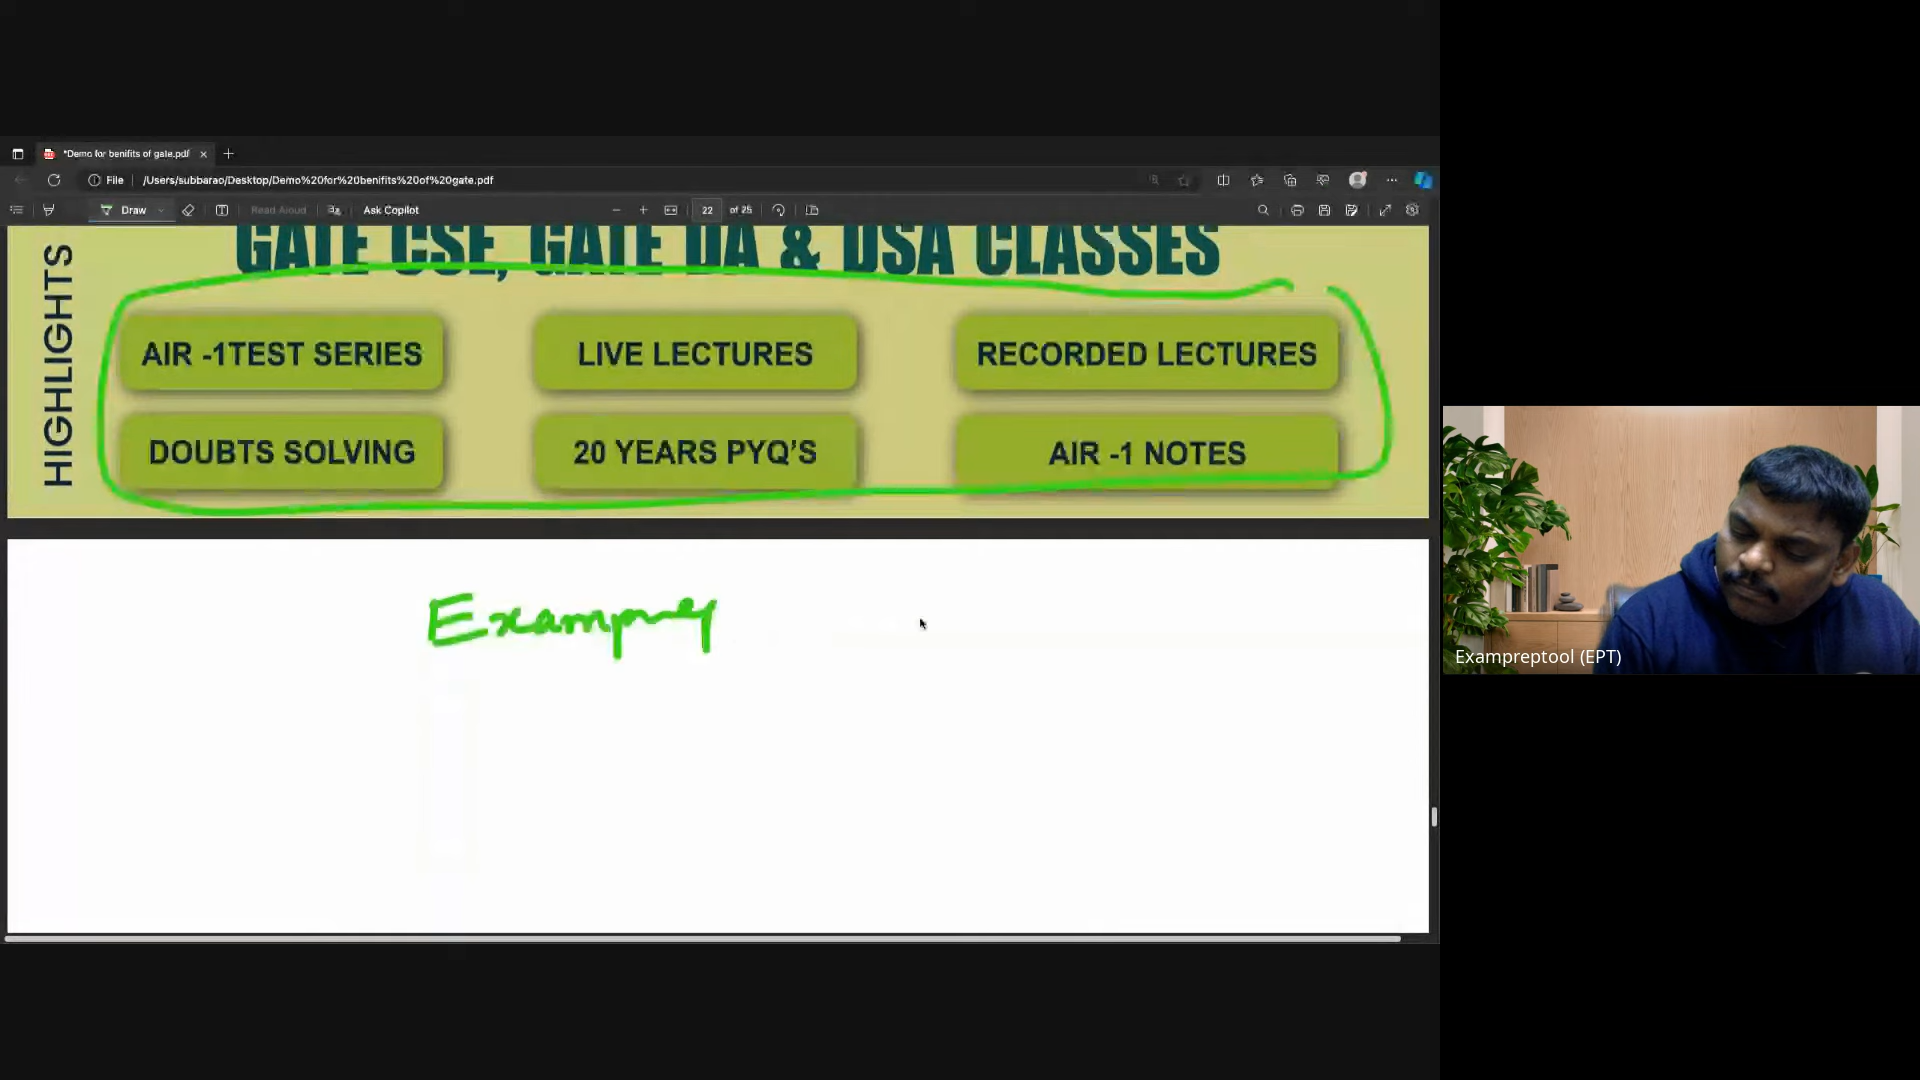 *Demo for benifits of gate.pdf
File /Users/subbarao/Desktop/Demo%20for%20benifits%20of%20gate.pdf
Draw Read Aloud Ask Copilot 22 of 25
HIGHLIGHTS
GATE CSE, GATE DA & DSA CLASSES
AIR -1TEST SERIES LIVE LECTURES RECORDED LECTURES
DOUBTS SOLVING 20 YEARS PYQ'S AIR -1 NOTES
Examprep
Exampreptool (EPT)